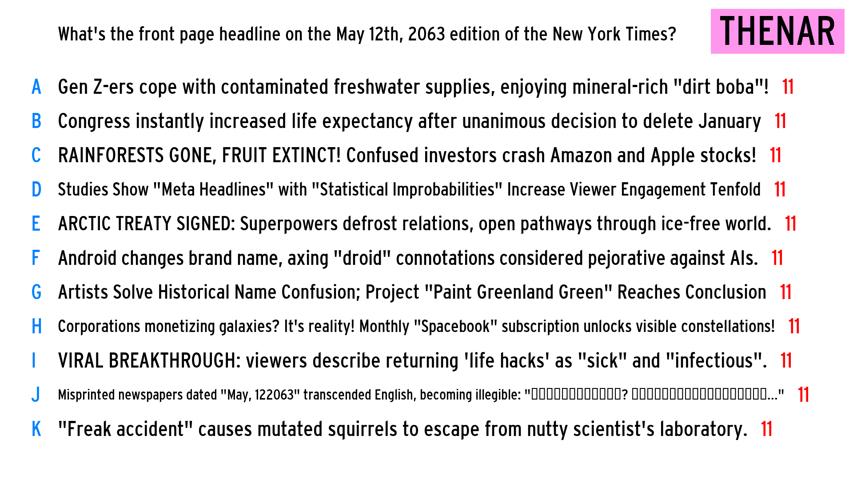 What's the front page headline on the May 12th, 2063 edition of the New York Times?
THENAR
A Gen Z-ers cope with contaminated freshwater supplies, enjoying mineral-rich "dirt boba"! 11
B Congress instantly increased life expectancy after unanimous decision to delete January 11
C RAINFORESTS GONE, FRUIT EXTINCT! Confused investors crash Amazon and Apple stocks! 11
D Studies Show "Meta Headlines" with "Statistical Improbabilities" Increase Viewer Engagement Tenfold 11
E ARCTIC TREATY SIGNED: Superpowers defrost relations, open pathways through ice-free world. 11
F Android changes brand name, axing "droid" connotations considered pejorative against AIs. 11
G Artists Solve Historical Name Confusion; Project "Paint Greenland Green" Reaches Conclusion 11
H Corporations monetizing galaxies? It's reality! Monthly "Spacebook" subscription unlocks visible constellations! 11
I VIRAL BREAKTHROUGH: viewers describe returning 'life hacks' as "sick" and "infectious". 11
J Misprinted newspapers dated "May, 122063" transcended English, becoming illegible: "▯▯▯▯▯▯▯▯▯▯▯▯▯? ▯▯▯▯▯▯▯▯▯▯▯▯▯▯▯▯▯▯▯..." 11
K "Freak accident" causes mutated squirrels to escape from nutty scientist's laboratory. 11